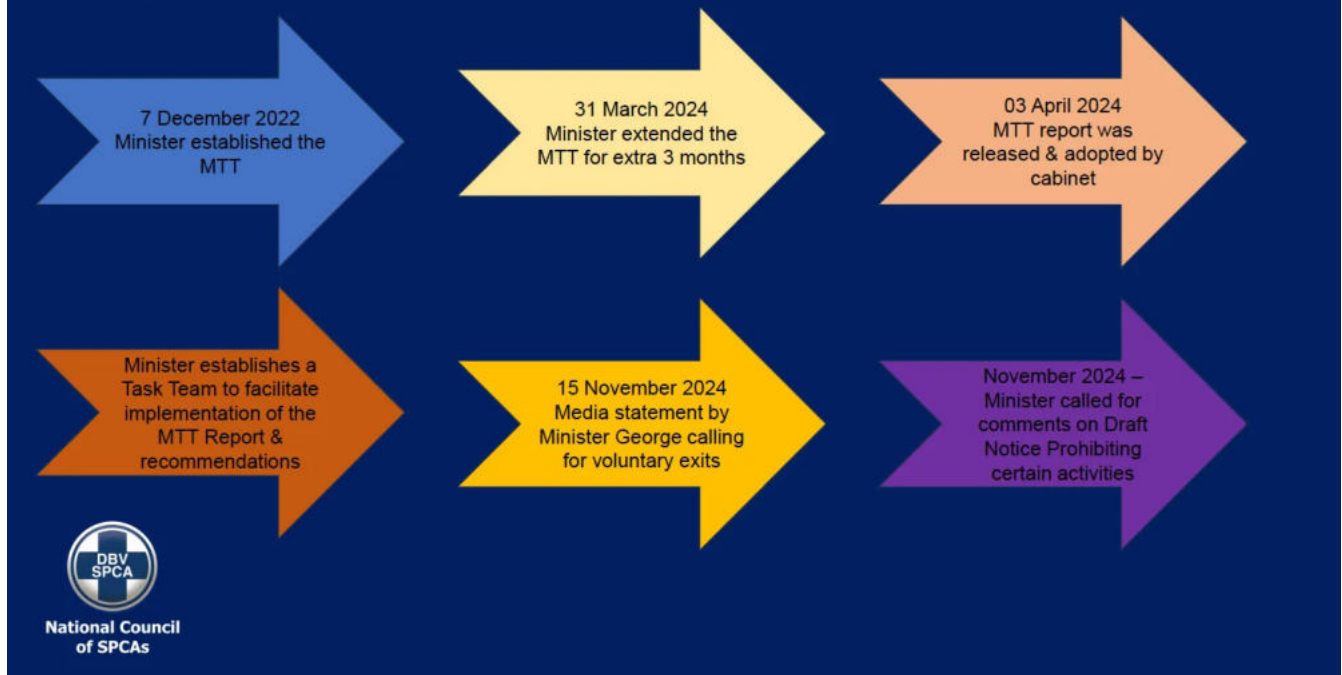 7 December 2022
Minister established the
MTT
31 March 2024
Minister extended the
MTT for extra 3 months
03 April 2024
MTT report was
released & adopted by
cabinet
Minister establishes a
Task Team to facilitate
implementation of the
MTT Report &
recommendations
15 November 2024
Media statement by
Minister George calling
for voluntary exits
November 2024 –
Minister called for
comments on Draft
Notice Prohibiting
certain activities
DBV
SPCA
National Council
of SPCAs